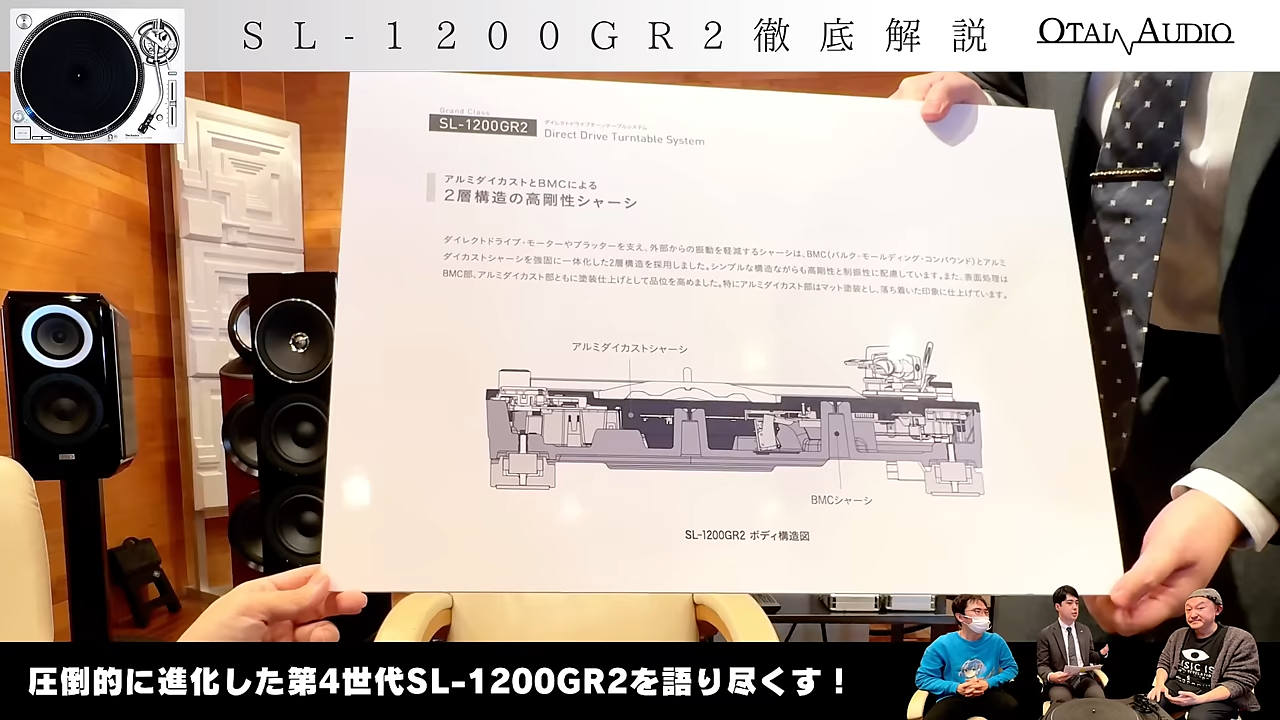 SL-1200GR2徹底解説
OTAI AUDIO
Grand Class
SL-1200GR2
ダイレクトドライブターンテーブルシステム
Direct Drive Turntable System
アルミダイカストとBMCによる
2層構造の高剛性シャーシ
ダイレクトドライブ・モーターやプラッターを支え、外部からの振動を軽減するシャーシは、BMC(バルク・モールディング・コンパウンド)とアルミ
ダイカストシャーシを強固に一体化した2層構造を採用しました。シンプルな構造ながらも高剛性と制振性に配慮しています。また、表面処理は
BMC部、アルミダイカスト部ともに塗装仕上げとして品位を高めました。特にアルミダイカスト部はマット塗装とし、落ち着いた印象に仕上げています。
アルミダイカストシャーシ
BMCシャーシ
SL-1200GR2 ボディ構造図
圧倒的に進化した第4世代SL-1200GR2を語り尽くす！